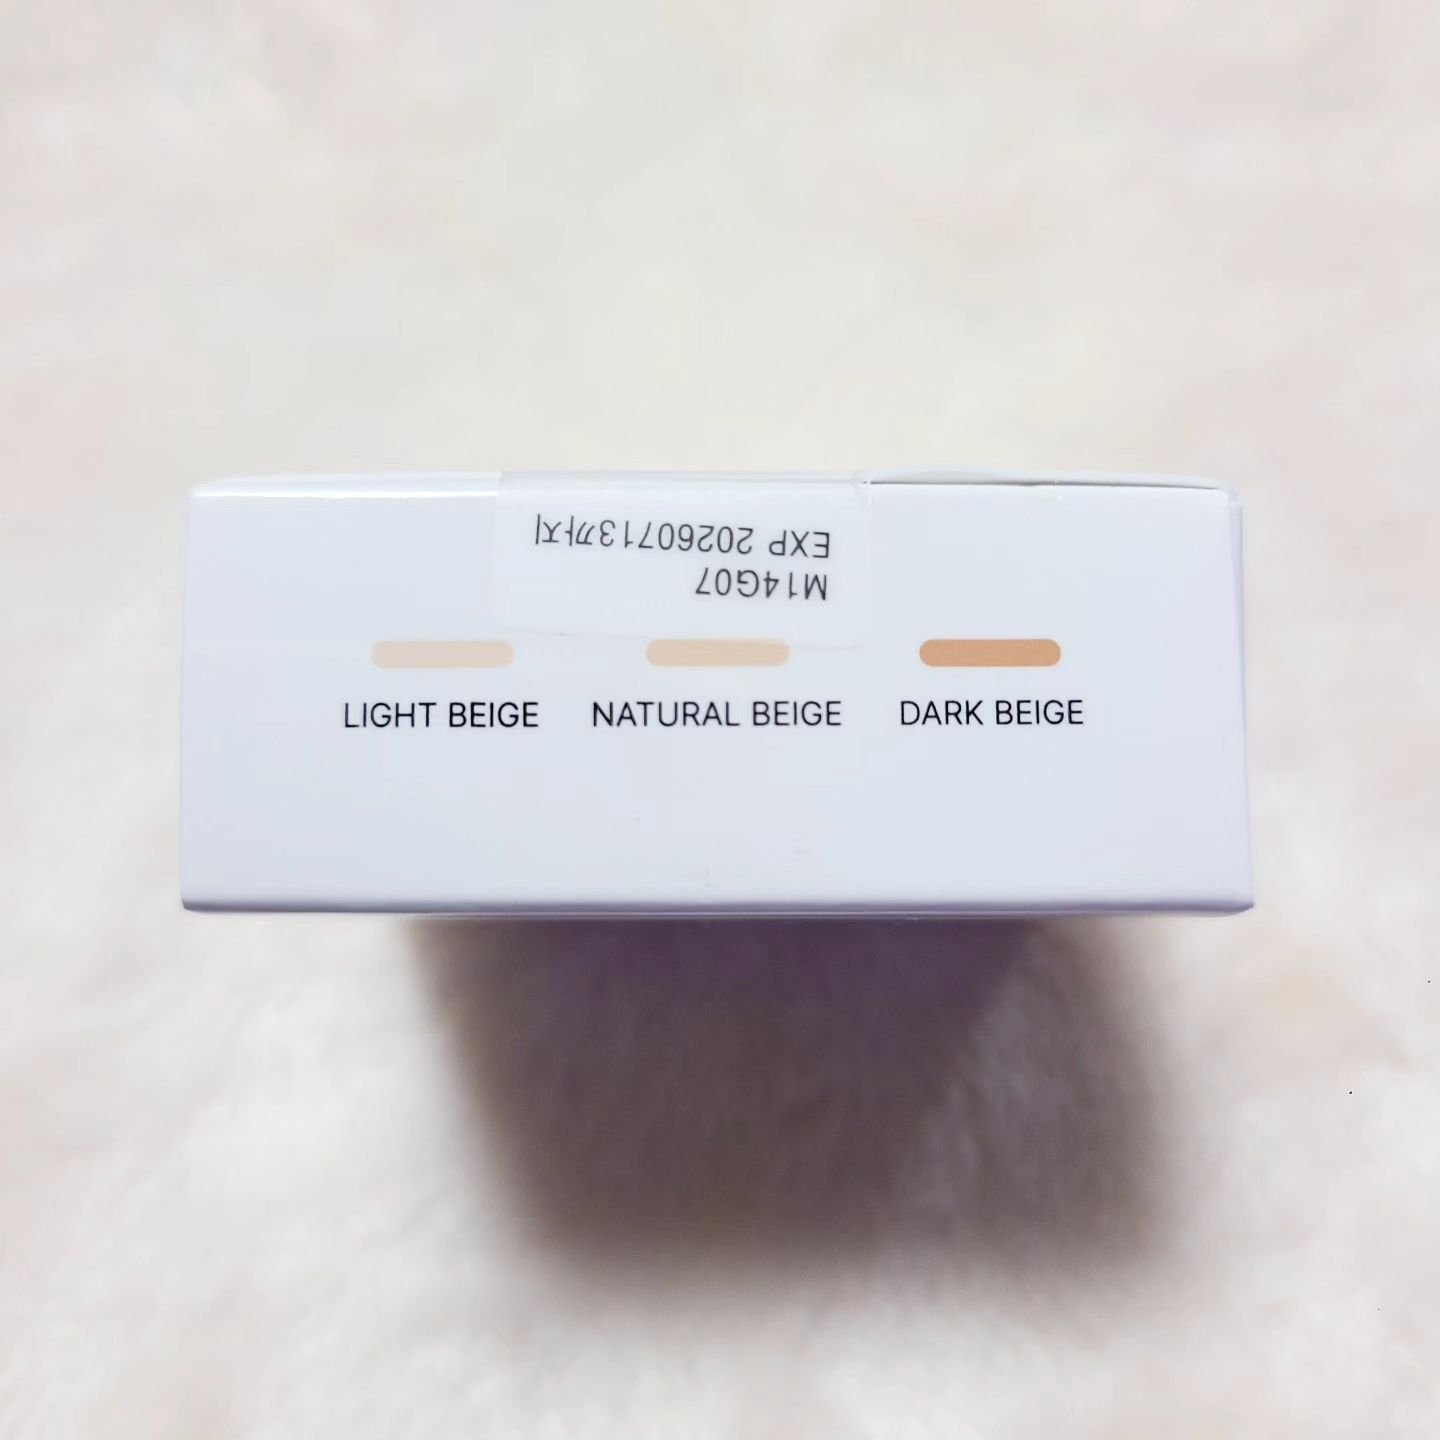 M14G07
EXP 20260713까지
LIGHT BEIGE
NATURAL BEIGE
DARK BEIGE